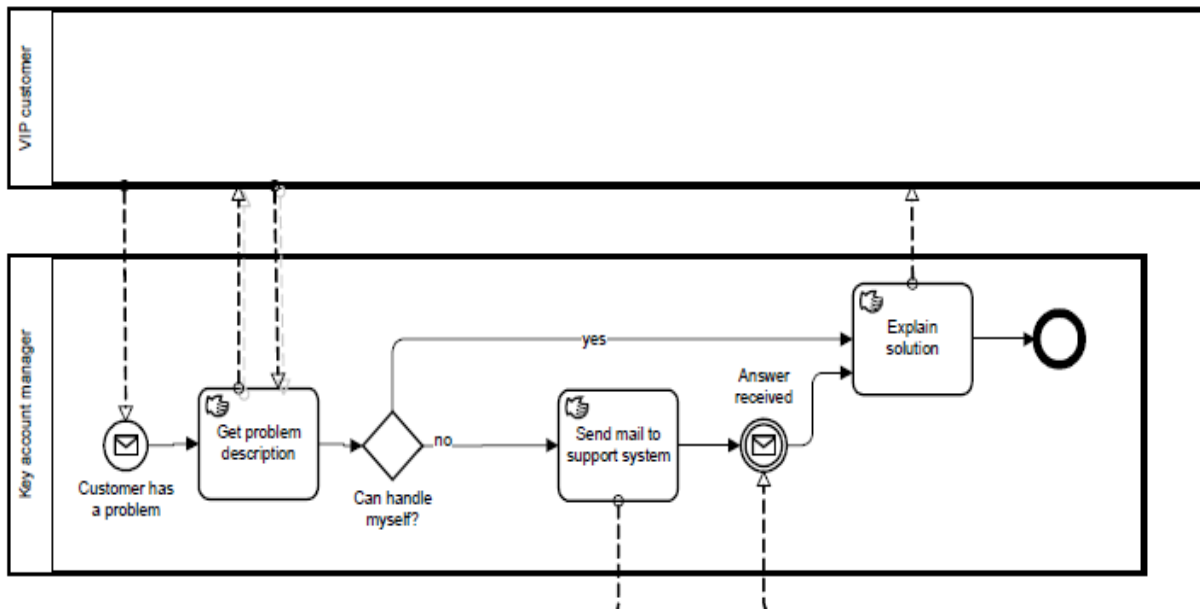 VIP customer
Key account manager
Customer has
a problem
Get problem
description
Can handle
myself?
yes
no
Send mail to
support system
Answer
received
Explain
solution